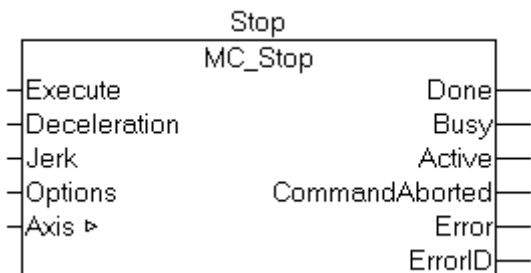 Stop
MC_Stop
Execute Done
Deceleration Busy
Jerk Active
Options CommandAborted
Axis Error
ErrorID